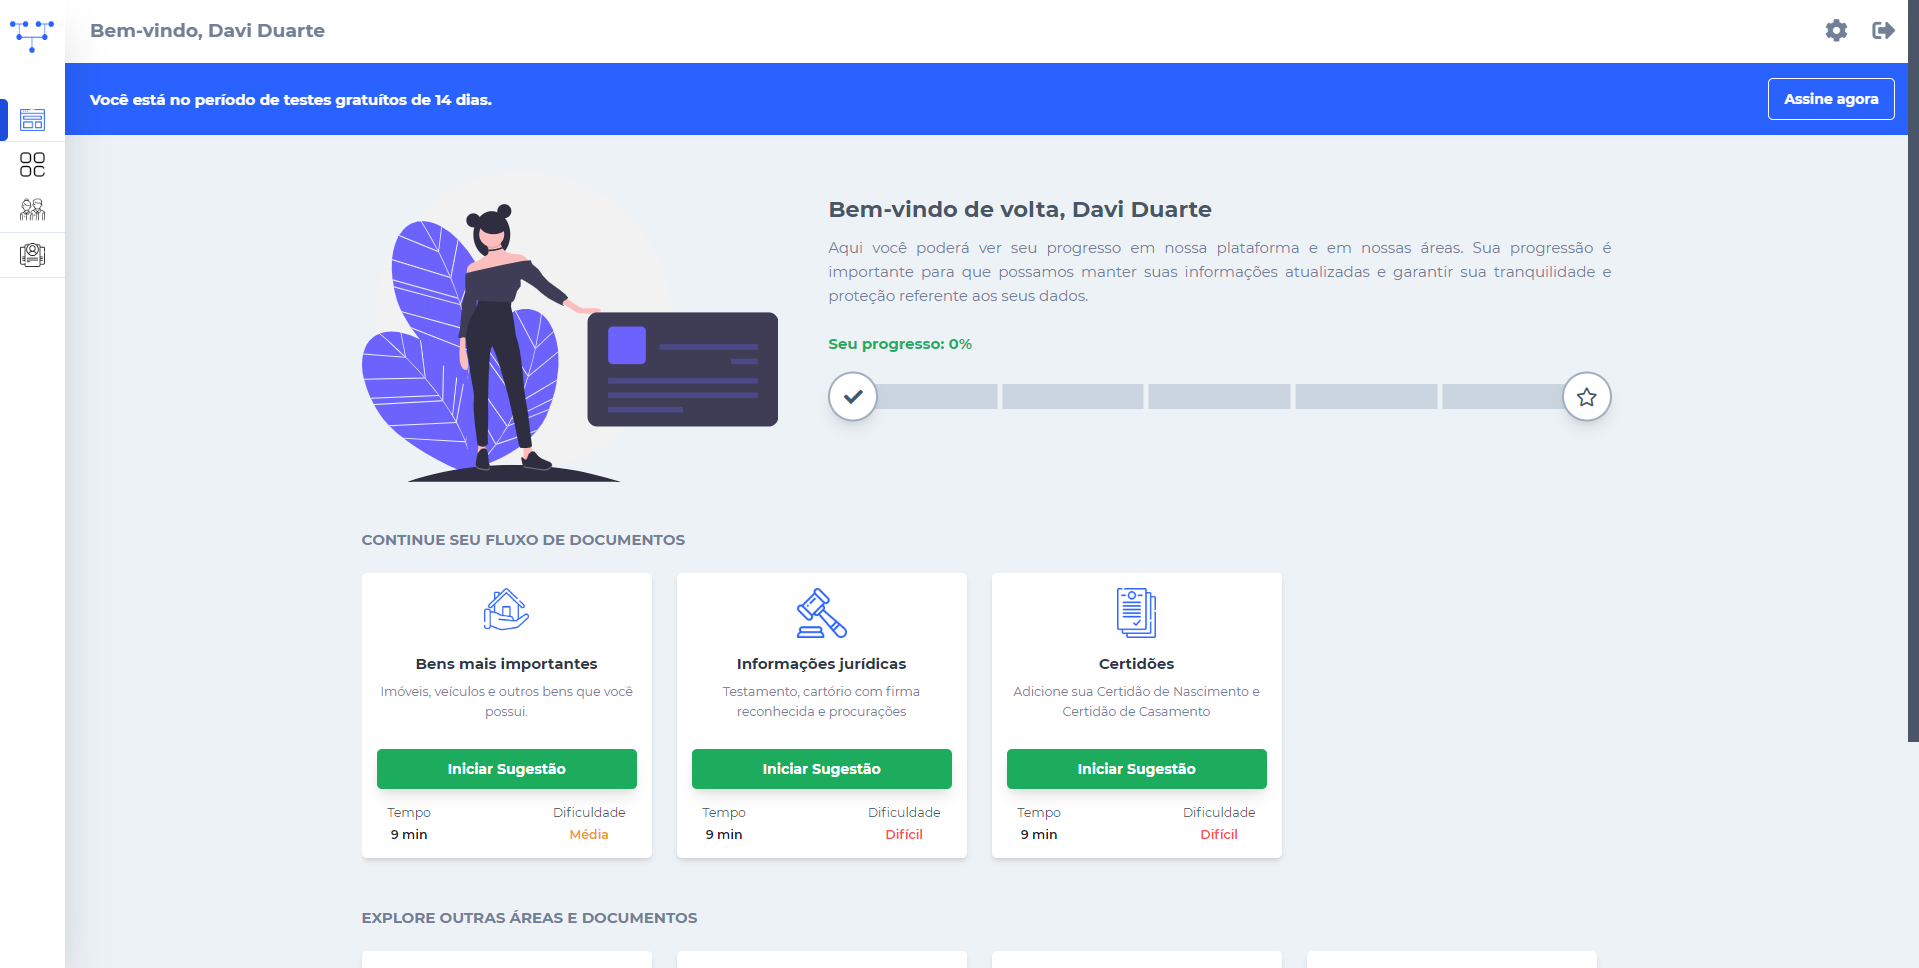 Bem-vindo, Davi Duarte
Você está no período de testes gratuítos de 14 dias.
Assine agora
Bem-vindo de volta, Davi Duarte
Aqui você poderá ver seu progresso em nossa plataforma e em nossas áreas. Sua progressão é
importante para que possamos manter suas informações atualizadas e garantir sua tranquilidade e
proteção referente aos seus dados.
Seu progresso: 0%
CONTINUE SEU FLUXO DE DOCUMENTOS
Bens mais importantes
Imóveis, veículos e outros bens que você
possui.
Iniciar Sugestão
Tempo
Dificuldade
9 min
Média
Informações jurídicas
Testamento, cartório com firma
reconhecida e procurações
Iniciar Sugestão
Tempo
Dificuldade
9 min
Difícil
Certidões
Adicione sua Certidão de Nascimento e
Certidão de Casamento
Iniciar Sugestão
Tempo
Dificuldade
9 min
Difícil
EXPLORE OUTRAS ÁREAS E DOCUMENTOS